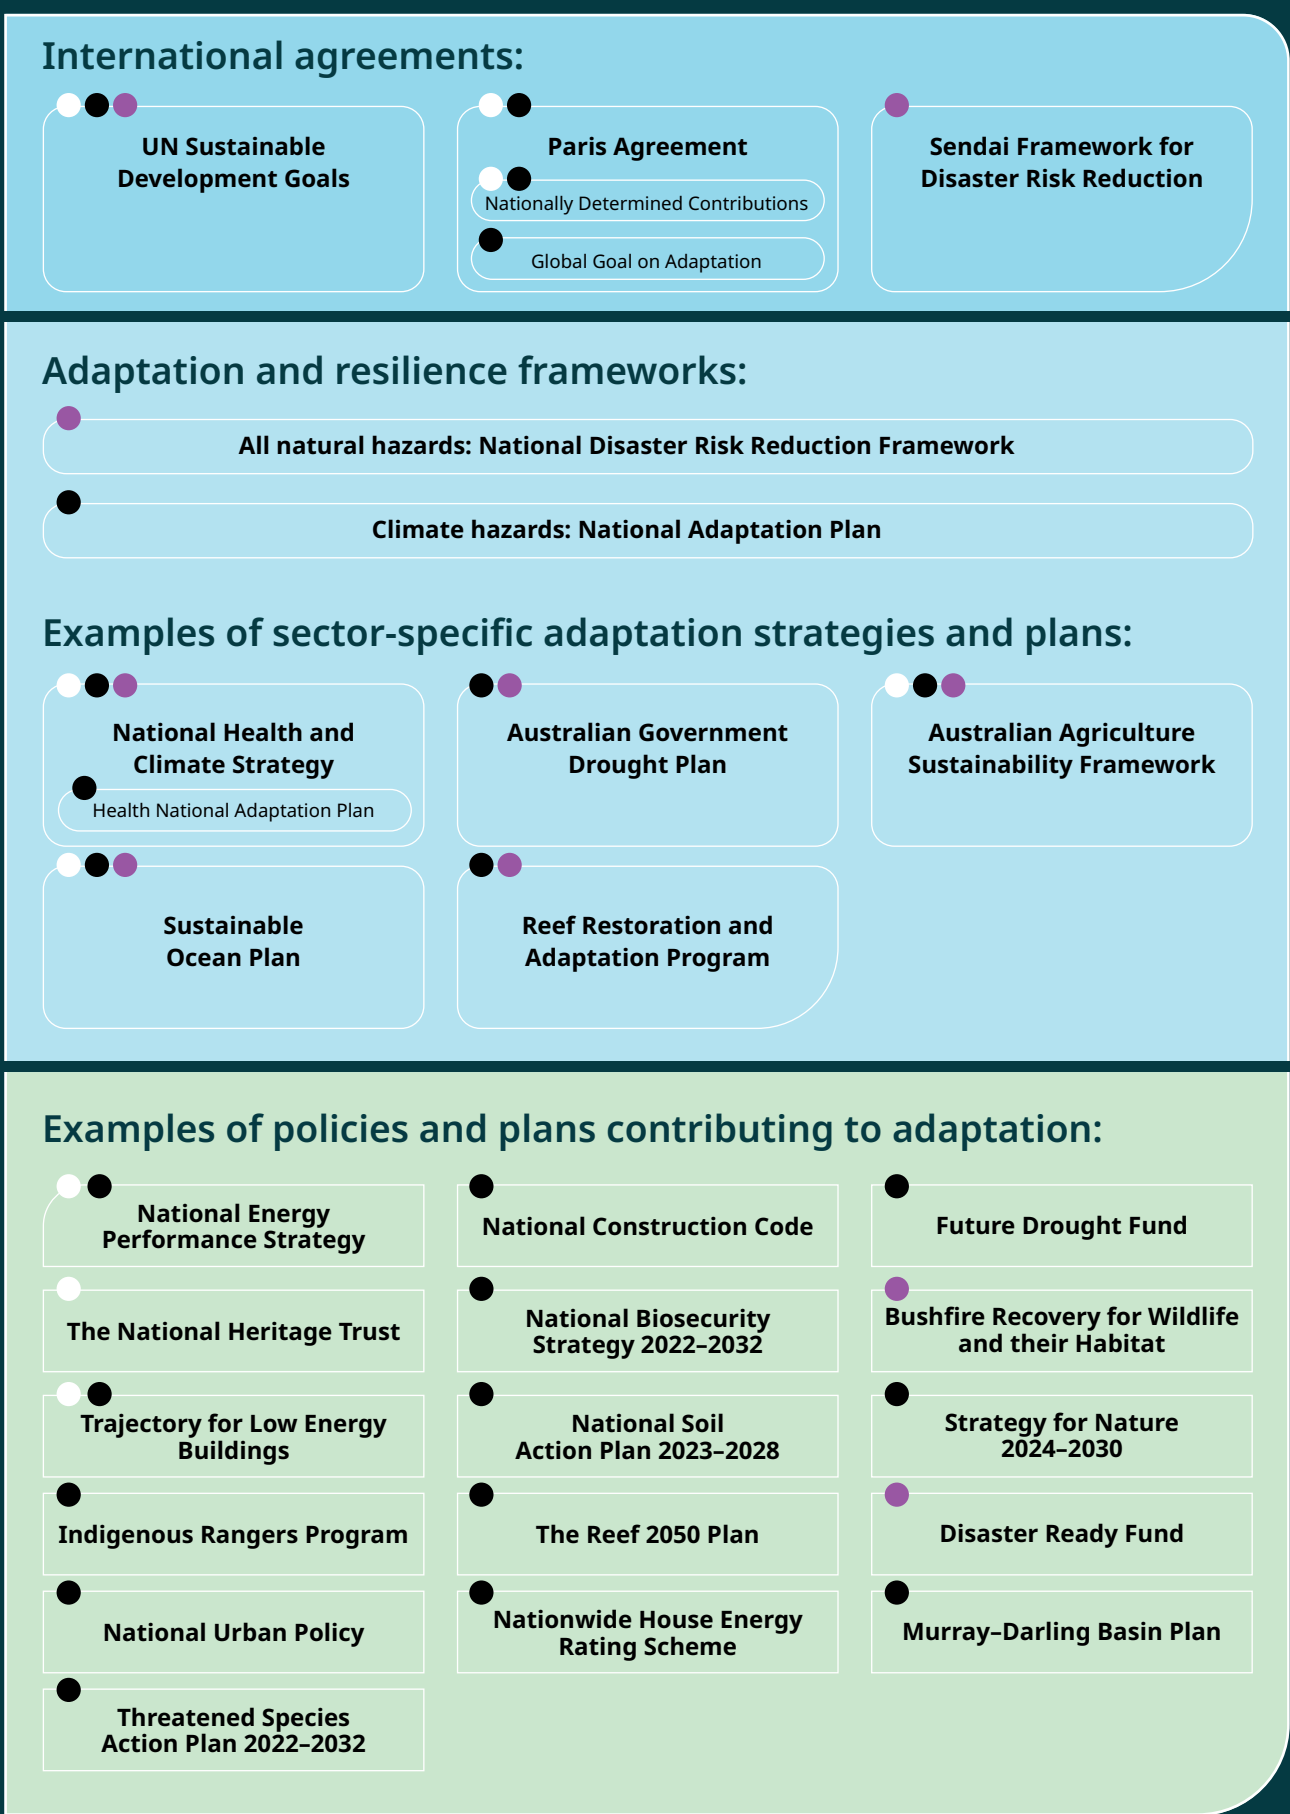 International agreements:
UN Sustainable
Development Goals
Paris Agreement
Nationally Determined Contributions
Global Goal on Adaptation
Sendai Framework for
Disaster Risk Reduction
Adaptation and resilience frameworks:
All natural hazards: National Disaster Risk Reduction Framework
Climate hazards: National Adaptation Plan
Examples of sector-specific adaptation strategies and plans:
National Health and
Climate Strategy
Health National Adaptation Plan
Australian Government
Drought Plan
Australian Agriculture
Sustainability Framework
Sustainable
Ocean Plan
Reef Restoration and
Adaptation Program
Examples of policies and plans contributing to adaptation:
National Energy
Performance Strategy
National Construction Code
Future Drought Fund
The National Heritage Trust
National Biosecurity
Strategy 2022–2032
Bushfire Recovery for Wildlife
and their Habitat
Trajectory for Low Energy
Buildings
National Soil
Action Plan 2023–2028
Strategy for Nature
2024–2030
Indigenous Rangers Program
The Reef 2050 Plan
Disaster Ready Fund
National Urban Policy
Nationwide House Energy
Rating Scheme
Murray–Darling Basin Plan
Threatened Species
Action Plan 2022–2032